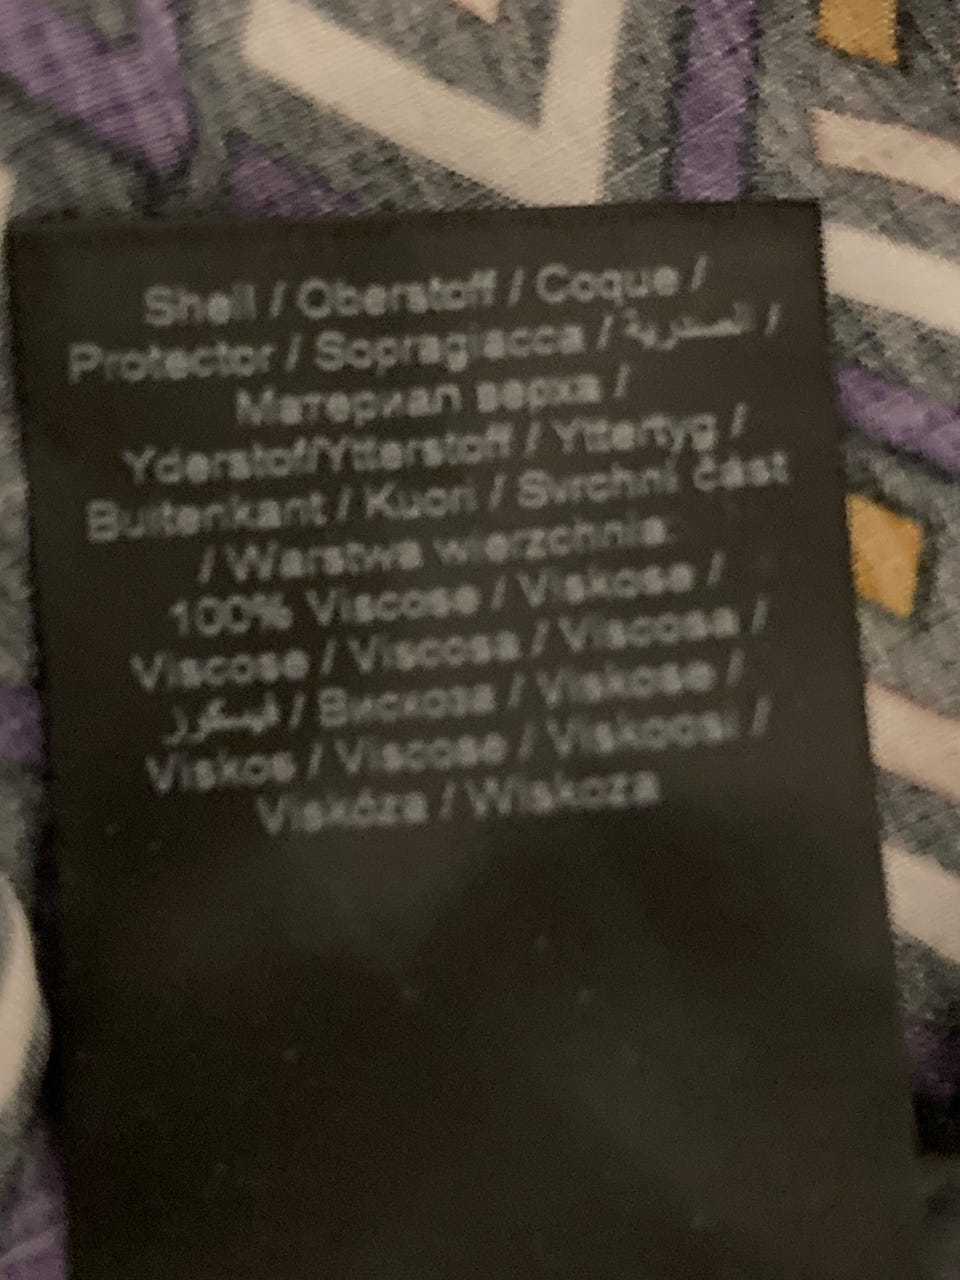 Shell / Oberstoff / Coque /
Protector / Sopragiacca / الصدرية /
Материал верха /
Yderstof/Ytterstoff / Yttertyg /
Buitenkant / Kuori / Svrchní část
/ Warstwa wierzchnia:
100% Viscose / Viskose /
Viscose / Viscosa / Viscosa /
فيسكوز / Вискоза / Viskose /
Viskos / Viscose / Viskoosi /
Viskóza / Wiskoza